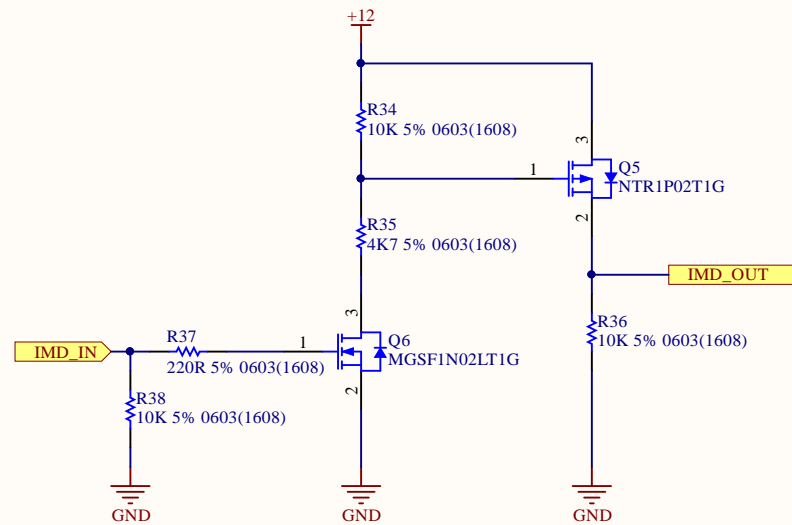 +12
R34
10K 5% 0603(1608)
3
1
Q5
NTR1P02T1G
2
R35
4K7 5% 0603(1608)
IMD_OUT
3
R36
10K 5% 0603(1608)
IMD_IN
R37
220R 5% 0603(1608)
1
Q6
MGSF1N02LT1G
2
R38
10K 5% 0603(1608)
GND
GND
GND